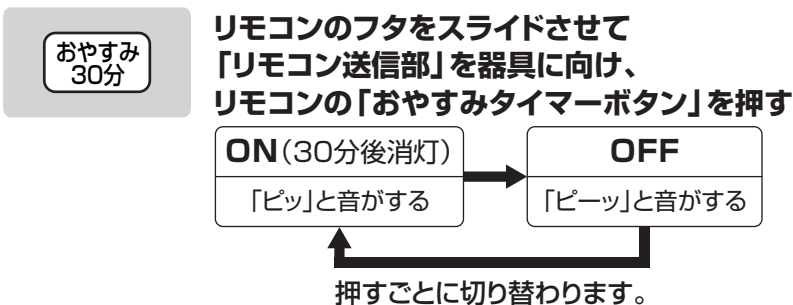 おやすみ
30分
リモコンのフタをスライドさせて
「リモコン送信部」を器具に向け、
リモコンの「おやすみタイマーボタン」を押す
ON（30分後消灯）
「ピッ」と音がする
OFF
「ピーッ」と音がする
押すごとに切り替わります。